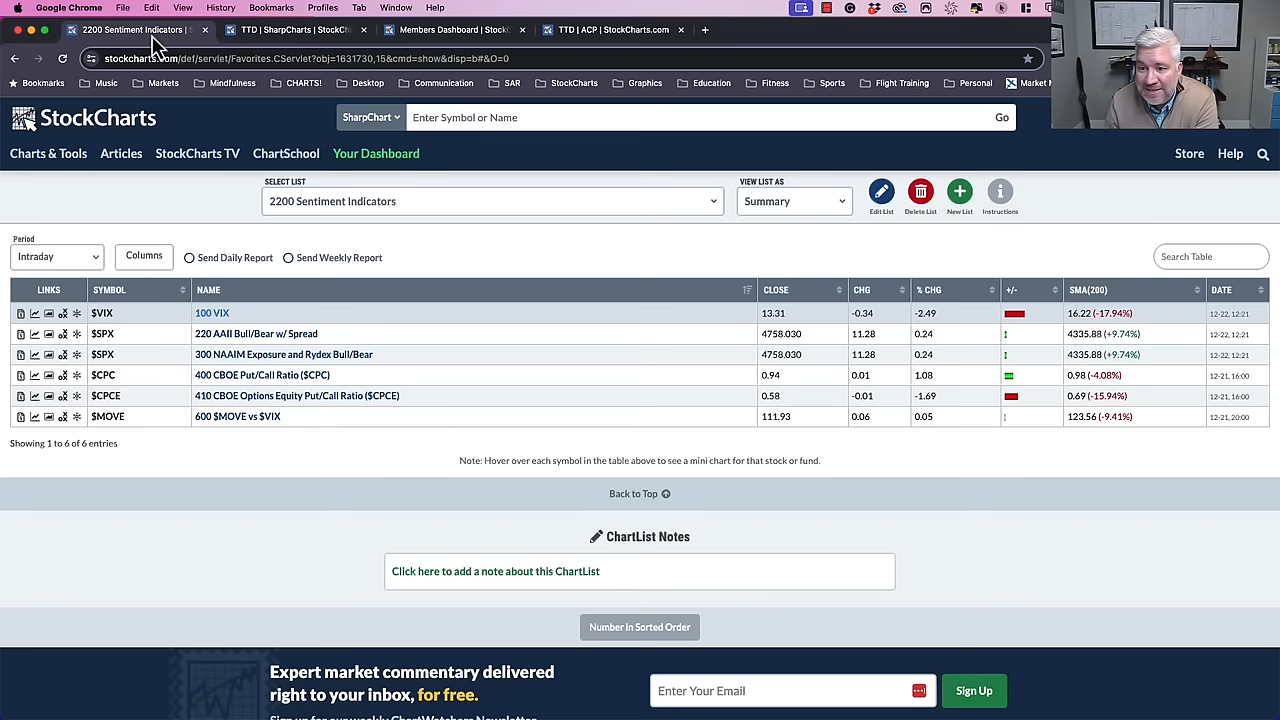 Google Chrome File Edit View History Bookmarks Profiles Tab Window Help
2200 Sentiment Indicators | TTD | SharpCharts | StockCh Members Dashboard | StockC TTD | ACP | StockCharts.com
stockcharts.com/def/servlet/Favorites.CServlet?obj=1631730,15&cmd=show&disp=b#&O=0
Bookmarks Music Markets Mindfulness CHARTS! Desktop Communication SAR StockCharts Graphics Education Fitness Sports Flight Training Personal Market M
StockCharts SharpChart Enter Symbol or Name Go
Charts & Tools Articles StockCharts TV ChartSchool Your Dashboard Store Help
SELECT LIST VIEW LIST AS
2200 Sentiment Indicators Summary
Edit List Delete List New List Instructions
Period
Intraday Columns Send Daily Report Send Weekly Report Search Table
LINKS SYMBOL NAME CLOSE CHG % CHG +/- SMA(200) DATE
$VIX 100 VIX 13.31 -0.34 -2.49 16.22 (-17.94%) 12-22, 12:21
$SPX 220 AAII Bull/Bear w/ Spread 4758.030 11.28 0.24 4335.88 (+9.74%) 12-22, 12:21
$SPX 300 NAAIM Exposure and Rydex Bull/Bear 4758.030 11.28 0.24 4335.88 (+9.74%) 12-22, 12:21
$CPC 400 CBOE Put/Call Ratio ($CPC) 0.94 0.01 1.08 0.98 (-4.08%) 12-21, 16:00
$CPCE 410 CBOE Options Equity Put/Call Ratio ($CPCE) 0.58 -0.01 -1.69 0.69 (-15.94%) 12-21, 16:00
$MOVE 600 $MOVE vs $VIX 111.93 0.06 0.05 123.56 (-9.41%) 12-21, 20:00
Showing 1 to 6 of 6 entries
Note: Hover over each symbol in the table above to see a mini chart for that stock or fund.
Back to Top
ChartList Notes
Click here to add a note about this ChartList
Number in Sorted Order
Expert market commentary delivered
right to your inbox, for free.
Enter Your Email Sign Up
Sign up for our weekly ChartWatchers Newsletter